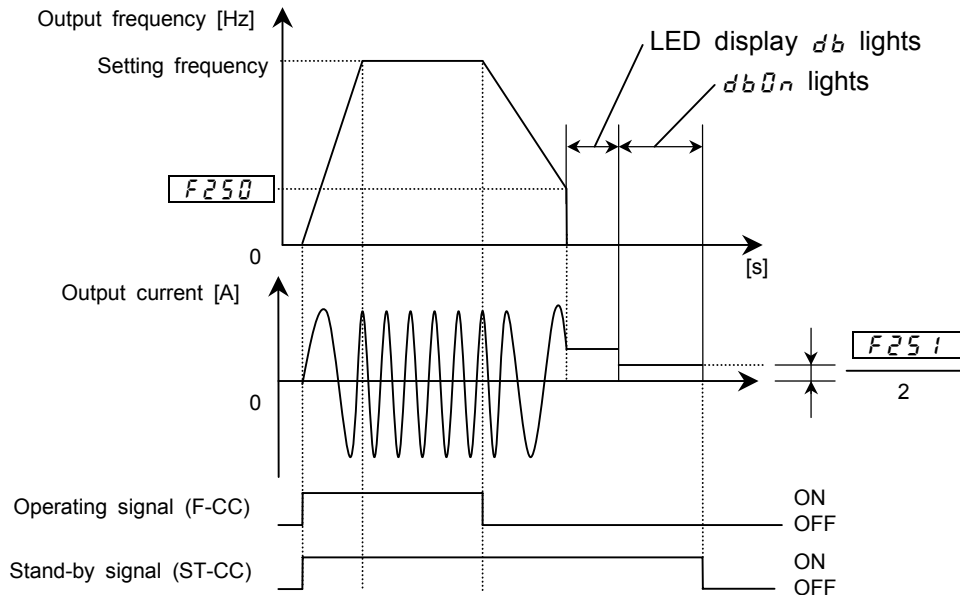 Output frequency [Hz]
Setting frequency
LED display db lights
db0n lights
F250
0
[s]
Output current [A]
F251
2
0
Operating signal (F-CC)
ON
OFF
Stand-by signal (ST-CC)
ON
OFF